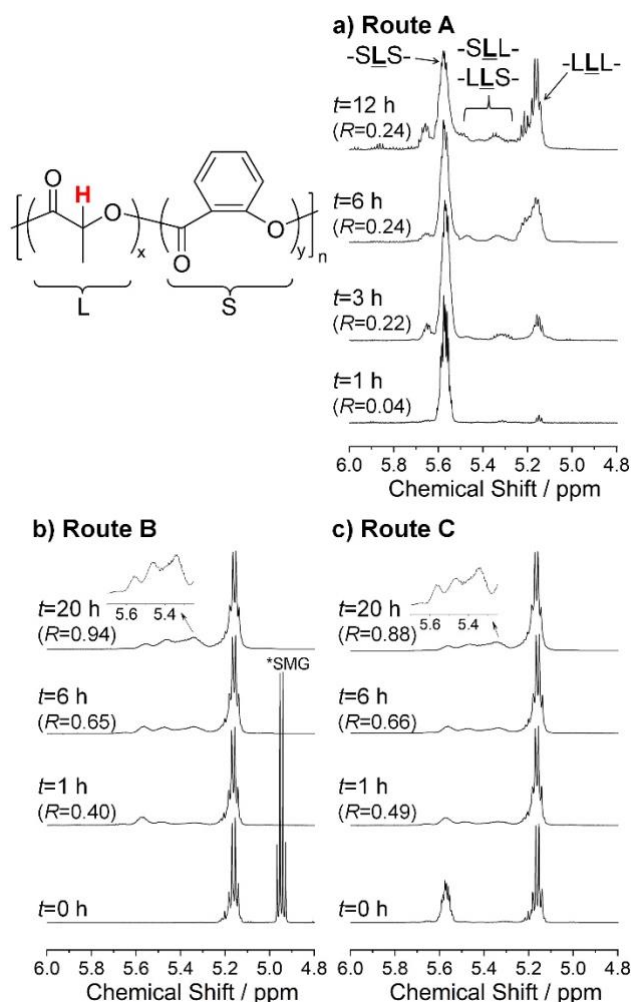 a) Route A
-SLS-
-SLL-
-LLS-
-LLL-
t=12 h
(R=0.24)
t=6 h
(R=0.24)
t=3 h
(R=0.22)
t=1 h
(R=0.04)
6.0 5.8 5.6 5.4 5.2 5.0 4.8
Chemical Shift / ppm
O
H
O
x
O
O
y
n
L
S
b) Route B
5.6 5.4
t=20 h
(R=0.94)
*SMG
t=6 h
(R=0.65)
t=1 h
(R=0.40)
t=0 h
6.0 5.8 5.6 5.4 5.2 5.0 4.8
Chemical Shift / ppm
c) Route C
5.6 5.4
t=20 h
(R=0.88)
t=6 h
(R=0.66)
t=1 h
(R=0.49)
t=0 h
6.0 5.8 5.6 5.4 5.2 5.0 4.8
Chemical Shift / ppm